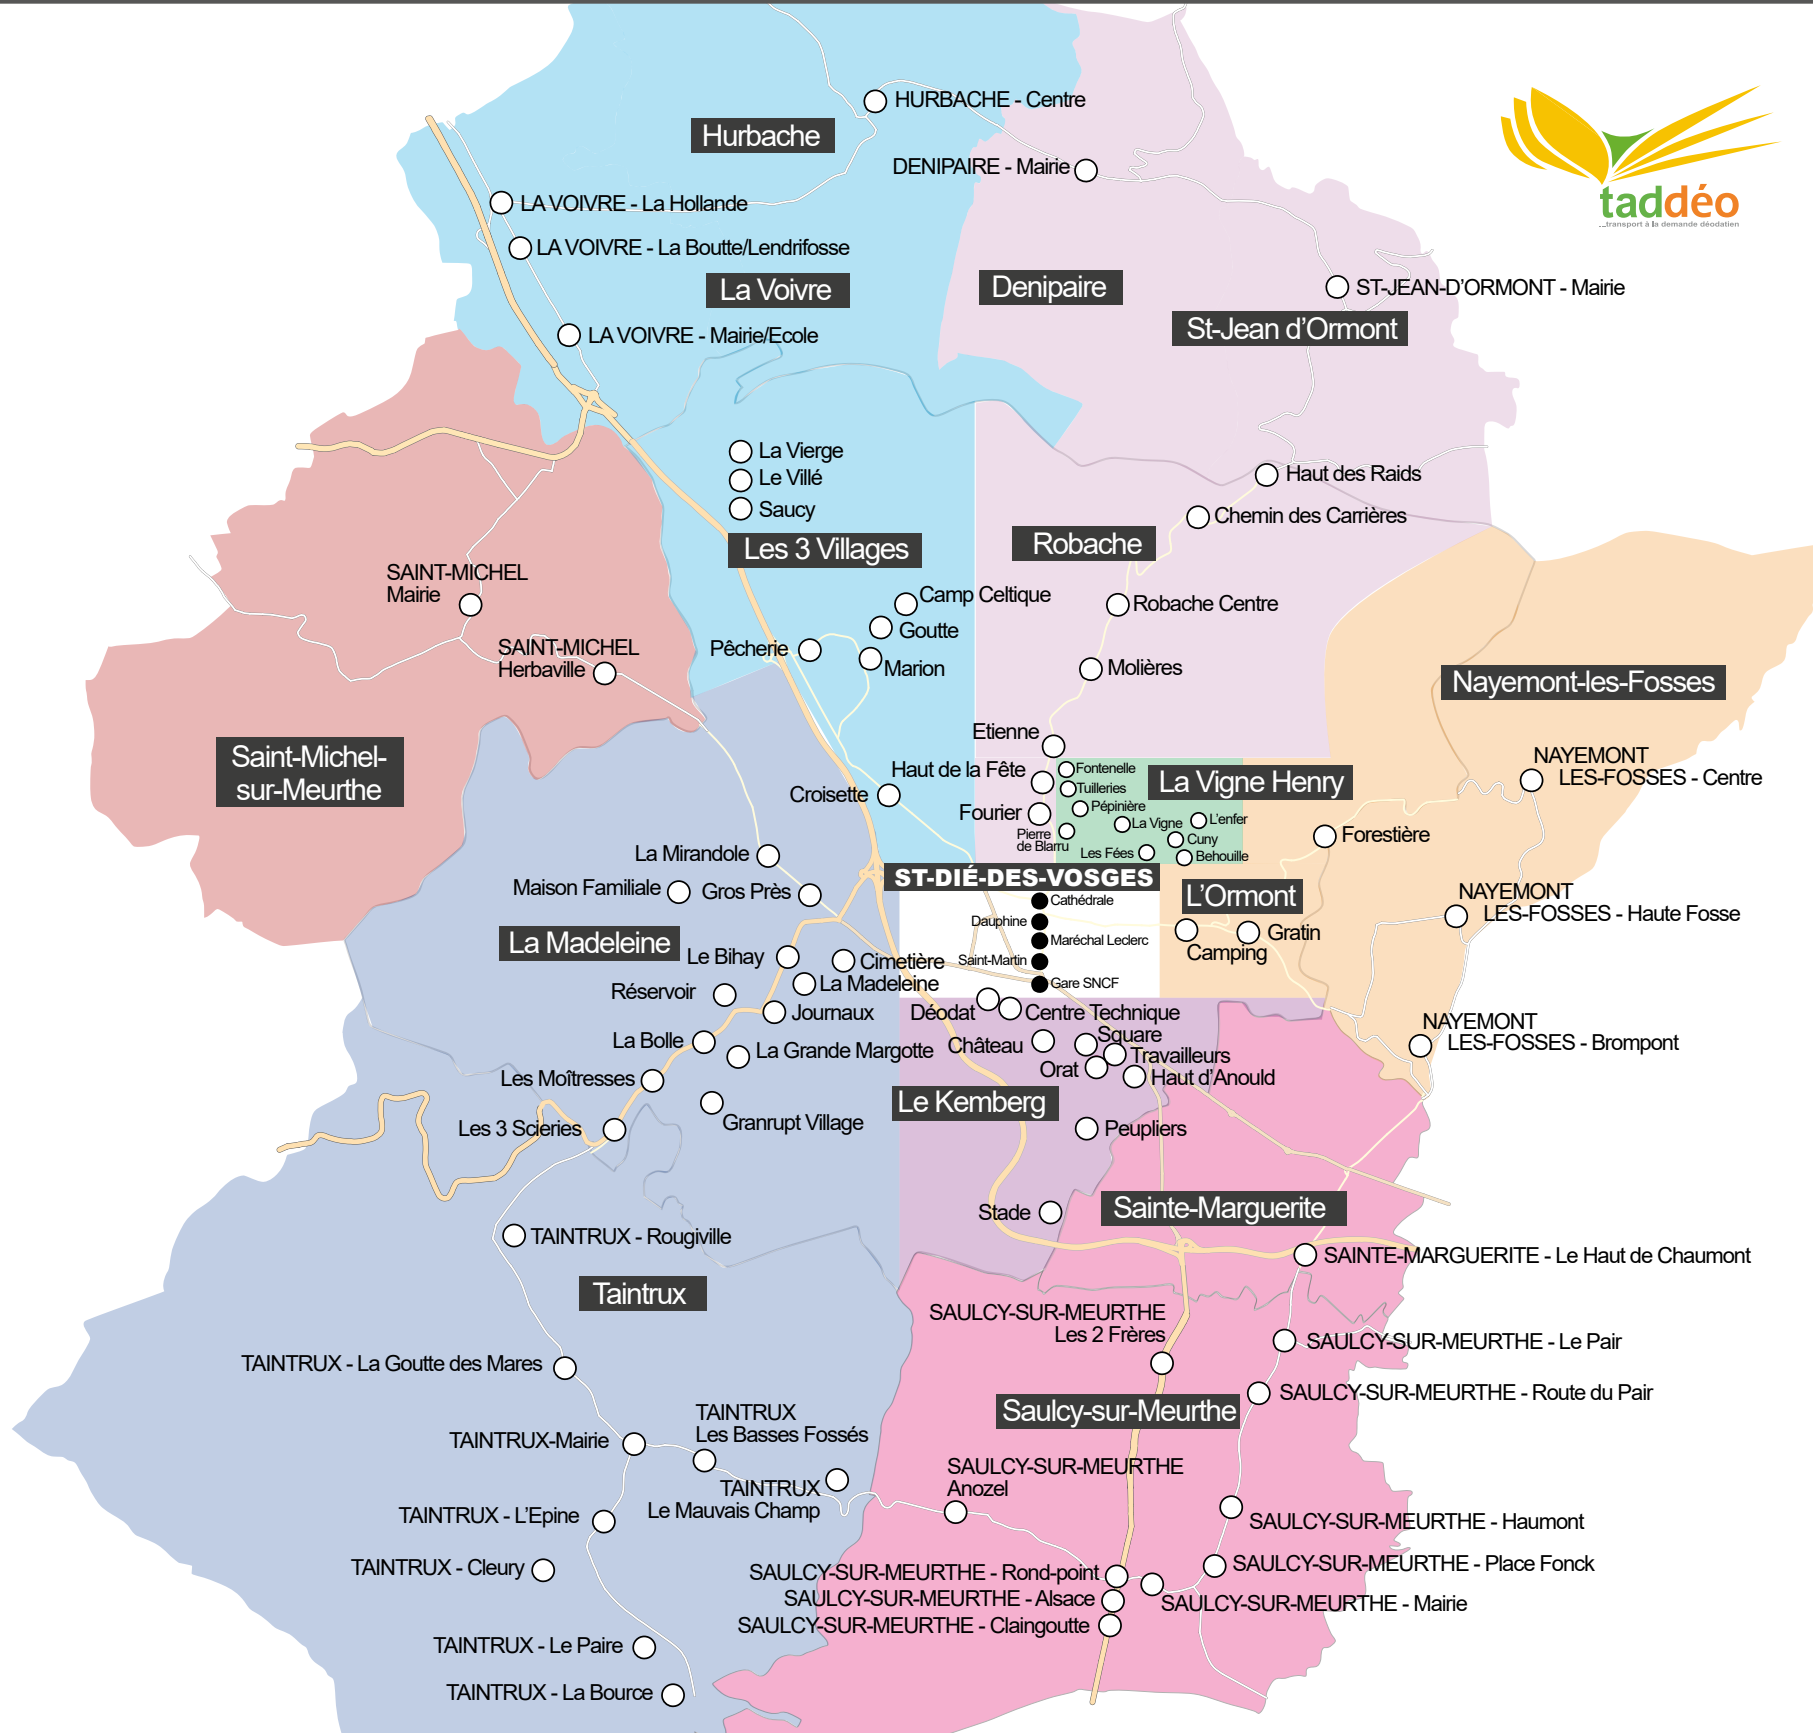 HURBACHE - Centre
Hurbache
DENIPAIRE - Mairie
taddéo
...transport à la demande déodatien
LA VOIVRE - La Hollande
LA VOIVRE - La Boutte/Lendrifosse
La Voivre
Denipaire
ST-JEAN-D'ORMONT - Mairie
St-Jean d'Ormont
LA VOIVRE - Mairie/Ecole
La Vierge
Le Villé
Saucy
Haut des Raids
Chemin des Carrières
Les 3 Villages
Robache
SAINT-MICHEL
Mairie
Camp Celtique
Goutte
Robache Centre
SAINT-MICHEL
Herbaville
Pêcherie
Marion
Molières
Nayemont-les-Fosses
Saint-Michel-
sur-Meurthe
Etienne
Haut de la Fête
Fontenelle
Tuilleries
La Vigne Henry
NAYEMONT
LES-FOSSES - Centre
Croisette
Fourier
Pépinière
La Vigne
L'enfer
Pierre
de Blarru
Cuny
Les Fées
Behouille
Forestière
La Mirandole
Maison Familiale
Gros Près
ST-DIÉ-DES-VOSGES
Cathédrale
L'Ormont
NAYEMONT
LES-FOSSES - Haute Fosse
Dauphine
Maréchal Leclerc
Gratin
Camping
La Madeleine
Le Bihay
Cimetière
Saint-Martin
La Madeleine
Gare SNCF
Réservoir
Journaux
Déodat
Centre Technique
NAYEMONT
LES-FOSSES - Brompont
La Bolle
La Grande Margotte
Château
Square
Travailleurs
Orat
Haut d'Anould
Les Moîtresses
Le Kemberg
Granrupt Village
Les 3 Scieries
Peupliers
Stade
Sainte-Marguerite
TAINTRUX - Rougiville
SAINTE-MARGUERITE - Le Haut de Chaumont
Taintrux
SAULCY-SUR-MEURTHE
Les 2 Frères
SAULCY-SUR-MEURTHE - Le Pair
TAINTRUX - La Goutte des Mares
SAULCY-SUR-MEURTHE - Route du Pair
Saulcy-sur-Meurthe
TAINTRUX
Les Basses Fossés
TAINTRUX-Mairie
SAULCY-SUR-MEURTHE
Anozel
TAINTRUX
Le Mauvais Champ
TAINTRUX - L'Epine
SAULCY-SUR-MEURTHE - Haumont
TAINTRUX - Cleury
SAULCY-SUR-MEURTHE - Rond-point
SAULCY-SUR-MEURTHE - Place Fonck
SAULCY-SUR-MEURTHE - Alsace
SAULCY-SUR-MEURTHE - Mairie
SAULCY-SUR-MEURTHE - Claingoutte
TAINTRUX - Le Paire
TAINTRUX - La Bource